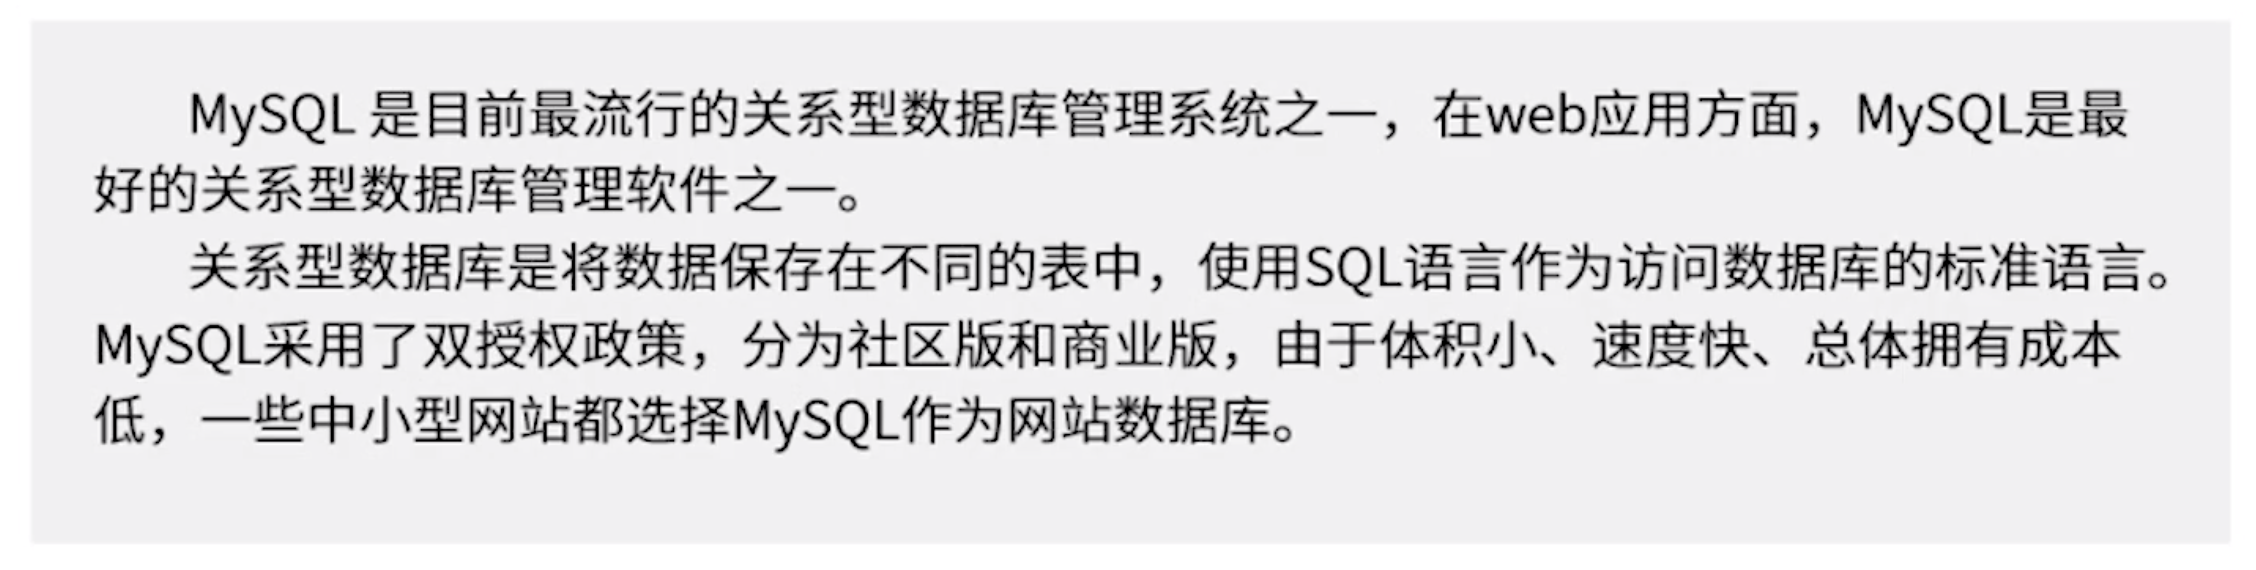 MySQL 是目前最流行的关系型数据库管理系统之一，在web应用方面，MySQL是最
好的关系型数据库管理软件之一。
关系型数据库是将数据保存在不同的表中，使用SQL语言作为访问数据库的标准语言。
MySQL采用了双授权政策，分为社区版和商业版，由于体积小、速度快、总体拥有成本
低，一些中小型网站都选择MySQL作为网站数据库。